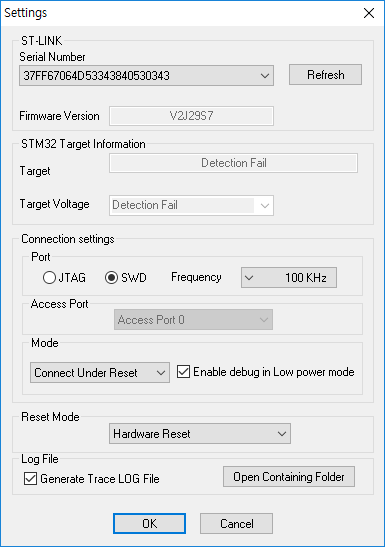 Settings
ST-LINK
Serial Number
37FF67064D53343840530343
Refresh
Firmware Version
V2J29S7
STM32 Target Information
Target
Detection Fail
Target Voltage
Detection Fail
Connection settings
Port
JTAG
SWD
Frequency
100 KHz
Access Port
Access Port 0
Mode
Connect Under Reset
Enable debug in Low power mode
Reset Mode
Hardware Reset
Log File
Generate Trace LOG File
Open Containing Folder
OK
Cancel